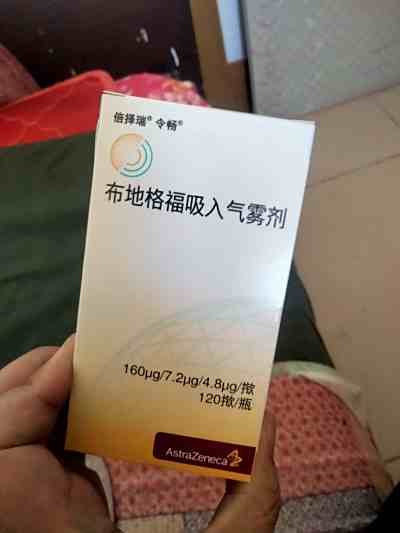 倍择瑞® 令畅®
布地格福吸入气雾剂
160μg/7.2μg/4.8μg/揿
120揿/瓶
AstraZeneca